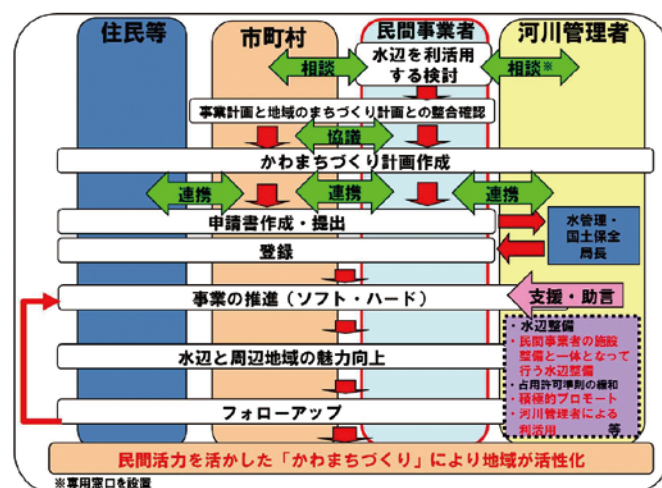 住民等
市町村
民間事業者
河川管理者
水辺を利活用
する検討
相談
相談※
事業計画と地域のまちづくり計画との整合確認
協議
かわまちづくり計画作成
連携
連携
連携
申請書作成・提出
水管理・
国土保全
局長
登録
事業の推進（ソフト・ハード）
支援・助言
・水辺整備
・民間事業者の施設
整備と一体となって
行う水辺整備
・占用許可準則の緩和
・積極的プロモート
・河川管理者による
利活用 等
水辺と周辺地域の魅力向上
フォローアップ
民間活力を活かした「かわまちづくり」により地域が活性化
※専用窓口を設置